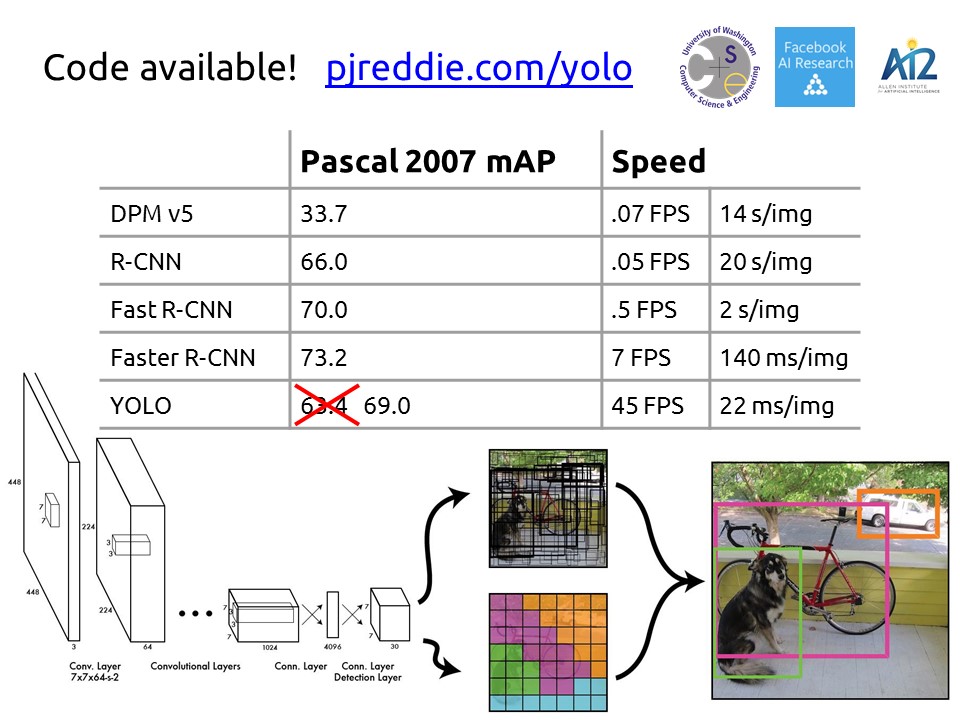 Code available! pjreddie.com/yolo
University of Washington
Computer Science & Engineering
CSe
Facebook
AI Research
AI2
ALLEN INSTITUTE
for ARTIFICIAL INTELLIGENCE
Pascal 2007 mAP Speed
DPM v5 33.7 .07 FPS 14 s/img
R-CNN 66.0 .05 FPS 20 s/img
Fast R-CNN 70.0 .5 FPS 2 s/img
Faster R-CNN 73.2 7 FPS 140 ms/img
YOLO 63.4 69.0 45 FPS 22 ms/img
448
7
7
448
3
224
3
3
224
64
7
3
3
7
1024
4096
7
7
30
Conv. Layer
7x7x64-s-2
Convolutional Layers
Conn. Layer
Conn. Layer
Detection Layer